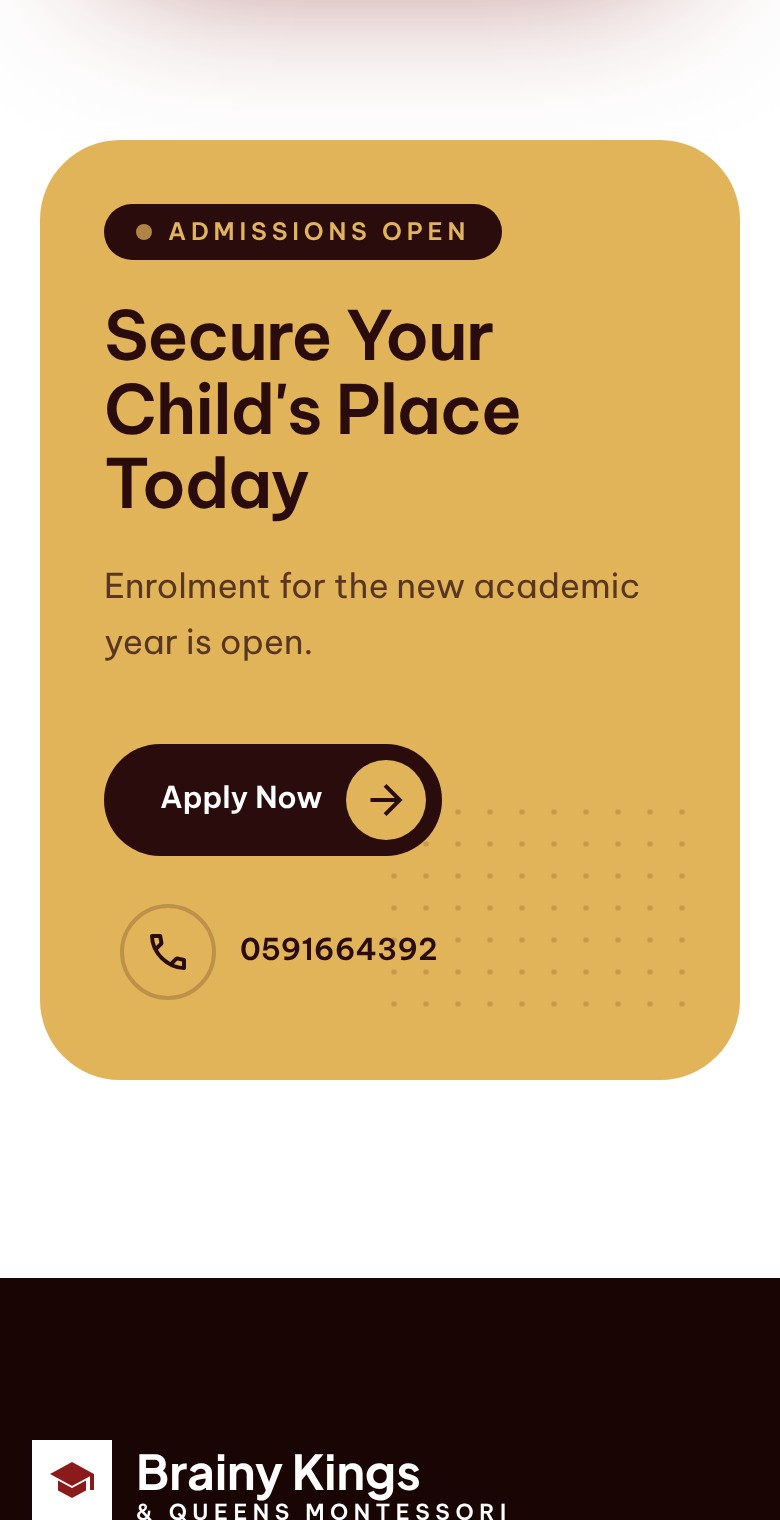 ADMISSIONS OPEN
Secure Your
Child's Place
Today
Enrolment for the new academic
year is open.
Apply Now
0591664392
Brainy Kings
& QUEENS MONTESSORI